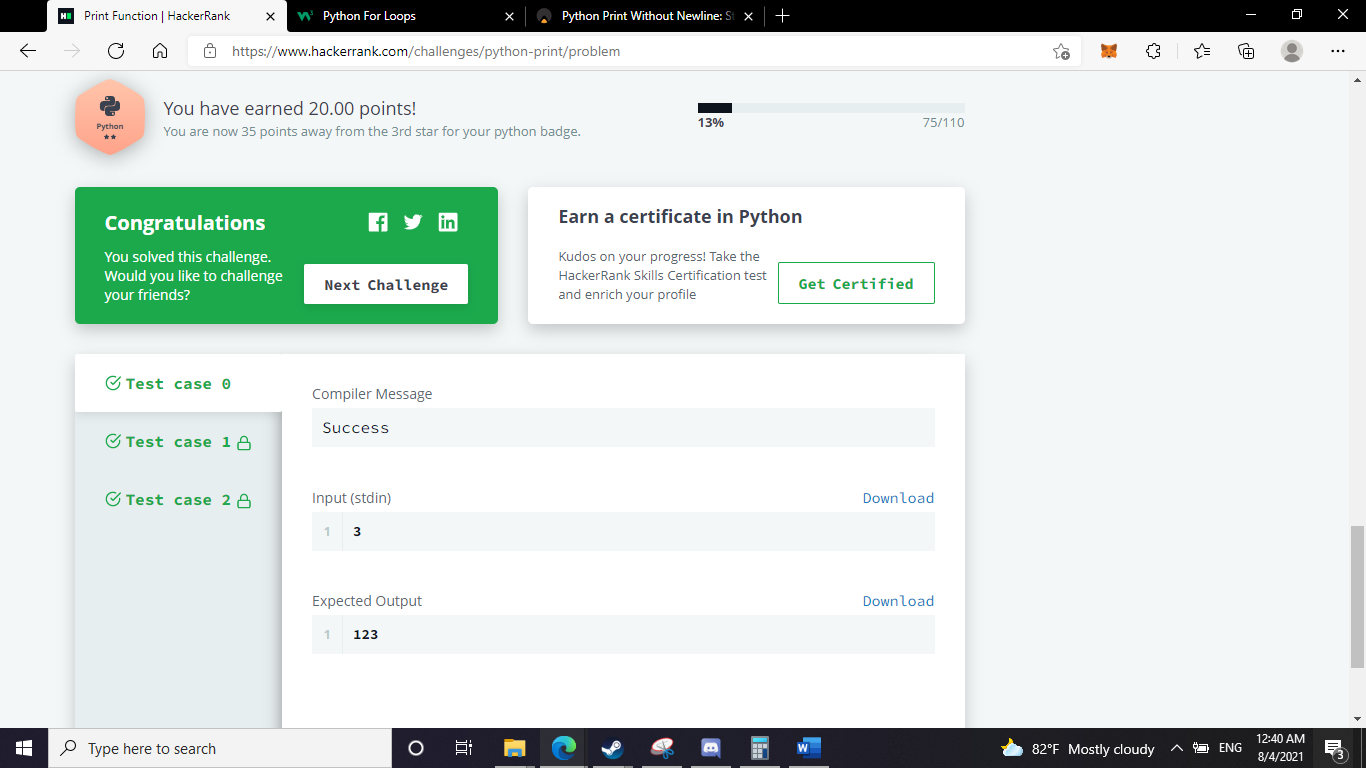 Print Function | HackerRank
Python For Loops
Python Print Without Newline: St
https://www.hackerrank.com/challenges/python-print/problem
Python
You have earned 20.00 points!
You are now 35 points away from the 3rd star for your python badge.
13%
75/110
Congratulations
You solved this challenge.
Would you like to challenge
your friends?
Next Challenge
Earn a certificate in Python
Kudos on your progress! Take the
HackerRank Skills Certification test
and enrich your profile
Get Certified
Test case 0
Test case 1
Test case 2
Compiler Message
Success
Input (stdin)
Download
1 3
Expected Output
Download
1 123
Type here to search
82°F Mostly cloudy
ENG
12:40 AM
8/4/2021
3